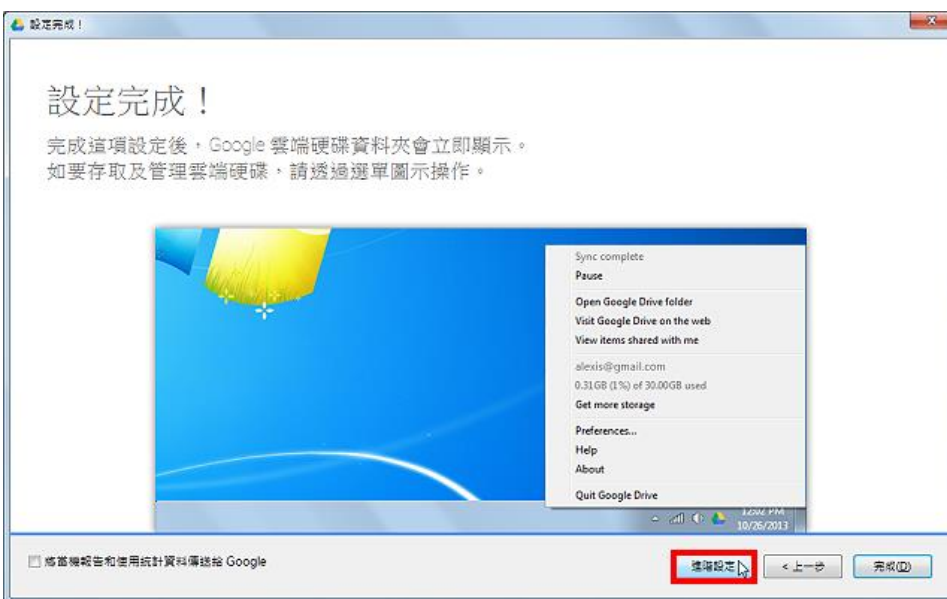 設定完成！
設定完成！
完成這項設定後，Google 雲端硬碟資料夾會立即顯示。
如要存取及管理雲端硬碟，請透過選單圖示操作。
Sync complete
Pause
Open Google Drive folder
Visit Google Drive on the web
View items shared with me
alexis@gmail.com
0.31GB (1%) of 30.00GB used
Get more storage
Preferences...
Help
About
Quit Google Drive
12:02 PM
10/26/2013
將當機報告和使用統計資料傳送給 Google
進階設定
< 上一步
完成(D)